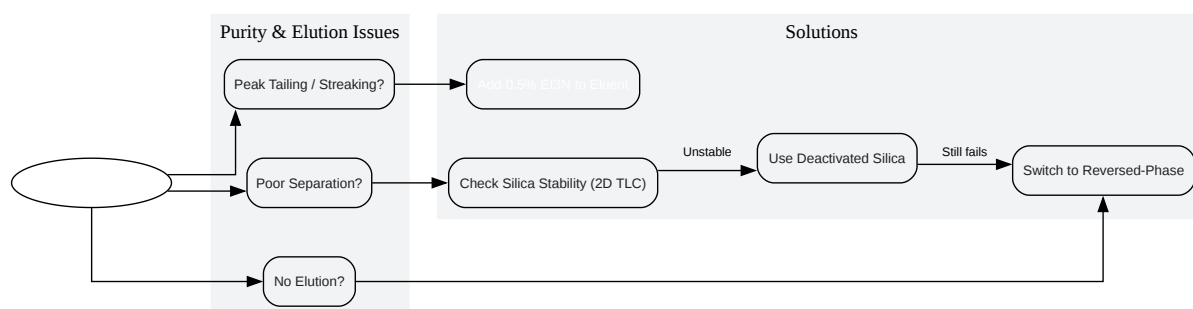 Purity & Elution Issues
Solutions
Peak Tailing / Streaking?
Add 0.5% Et3N to Eluent
Poor Separation?
Check Silica Stability (2D TLC)
Unstable
Use Deactivated Silica
Still fails
Switch to Reversed-Phase
No Elution?